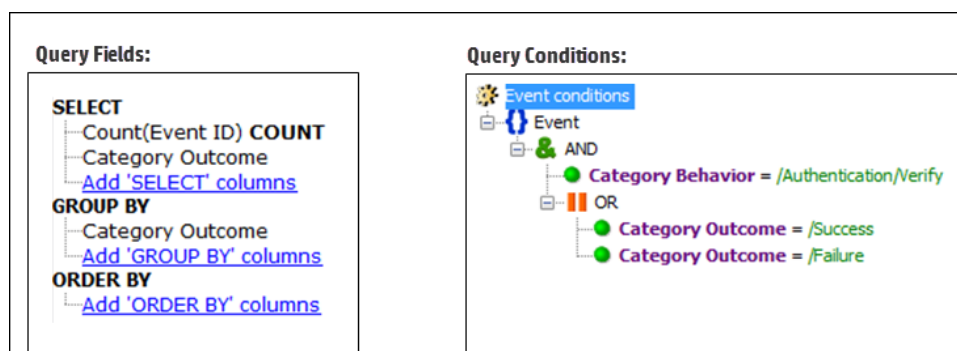 Query Fields:
SELECT
Count(Event ID) COUNT
Category Outcome
Add 'SELECT' columns
GROUP BY
Category Outcome
Add 'GROUP BY' columns
ORDER BY
Add 'ORDER BY' columns
Query Conditions:
Event conditions
Event
AND
Category Behavior = /Authentication/Verify
OR
Category Outcome = /Success
Category Outcome = /Failure